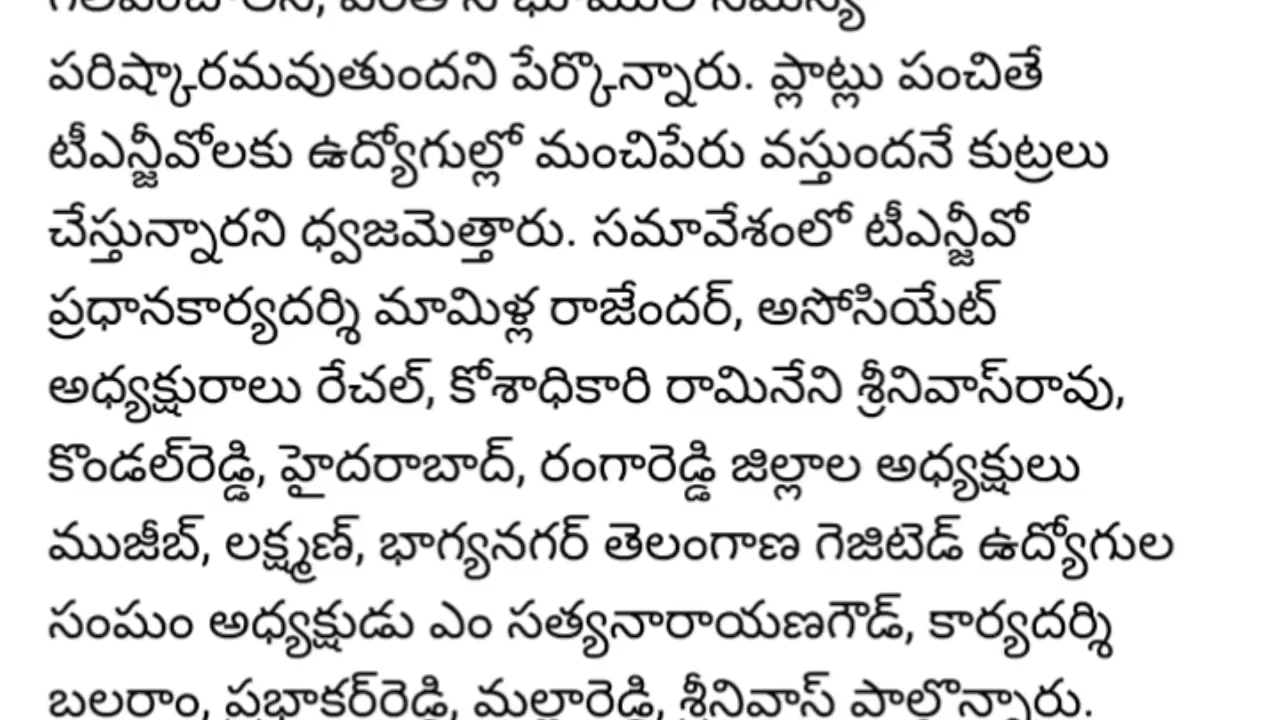 పరిష్కారమవుతుందని పేర్కొన్నారు. ప్లాట్లు పంచితే
టీఎన్జీవోలకు ఉద్యోగుల్లో మంచిపేరు వస్తుందనే కుట్రలు
చేస్తున్నారని ధ్వజమెత్తారు. సమావేశంలో టీఎన్జీవో
ప్రధానకార్యదర్శి మామిళ్ల రాజేందర్, అసోసియేట్
అధ్యక్షురాలు రేచల్, కోశాధికారి రామినేని శ్రీనివాస్‌రావు,
కొండల్‌రెడ్డి, హైదరాబాద్, రంగారెడ్డి జిల్లాల అధ్యక్షులు
ముజీబ్, లక్ష్మణ్, భాగ్యనగర్ తెలంగాణ గెజిటెడ్ ఉద్యోగుల
సంఘం అధ్యక్షుడు ఎం సత్యనారాయణగౌడ్, కార్యదర్శి
బలరాం, ప్రభాకర్‌రెడ్డి, మల్లారెడ్డి, శ్రీనివాస్ పాల్గొన్నారు.